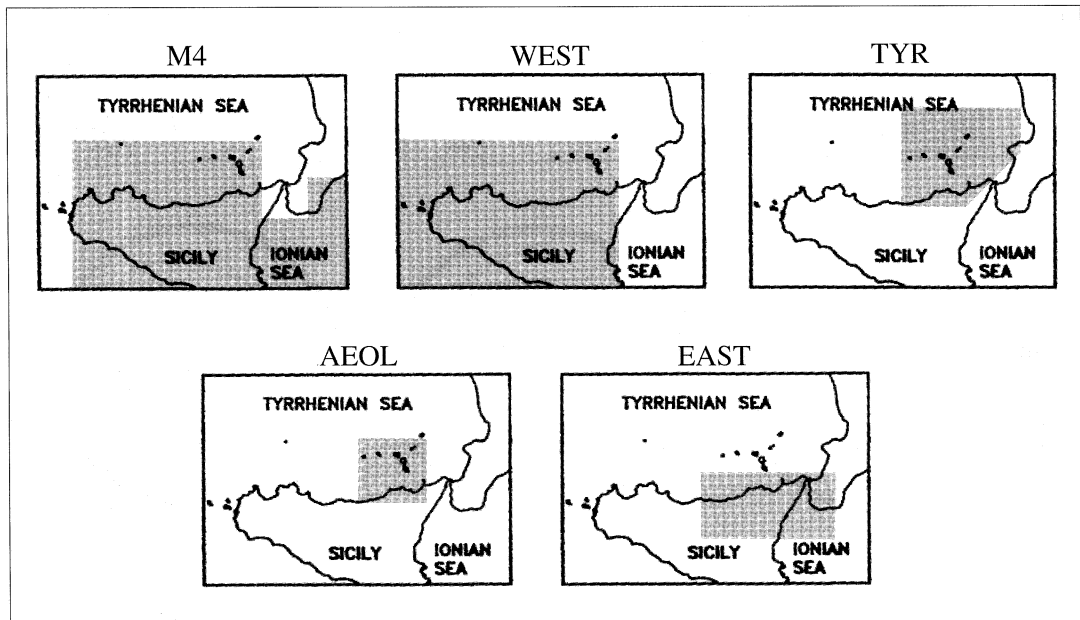 M4
TYRRHENIAN SEA
SICILY
IONIAN
SEA
WEST
TYRRHENIAN SEA
SICILY
IONIAN
SEA
TYR
TYRRHENIAN SEA
SICILY
IONIAN
SEA
AEOL
TYRRHENIAN SEA
SICILY
IONIAN
SEA
EAST
TYRRHENIAN SEA
SICILY
IONIAN
SEA